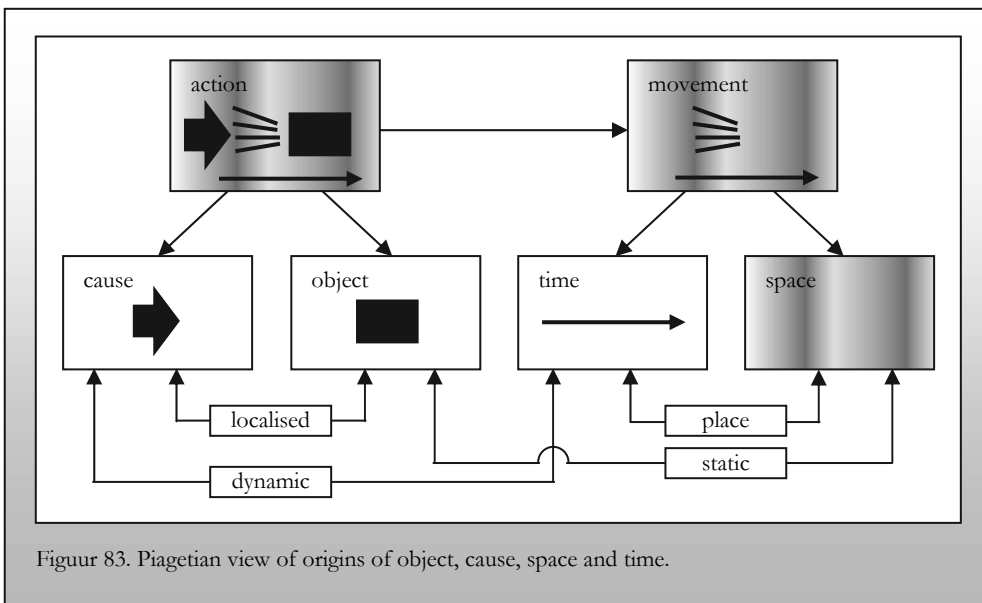 action
movement
cause
object
time
space
localised
place
static
dynamic
Figuur 83. Piagetian view of origins of object, cause, space and time.